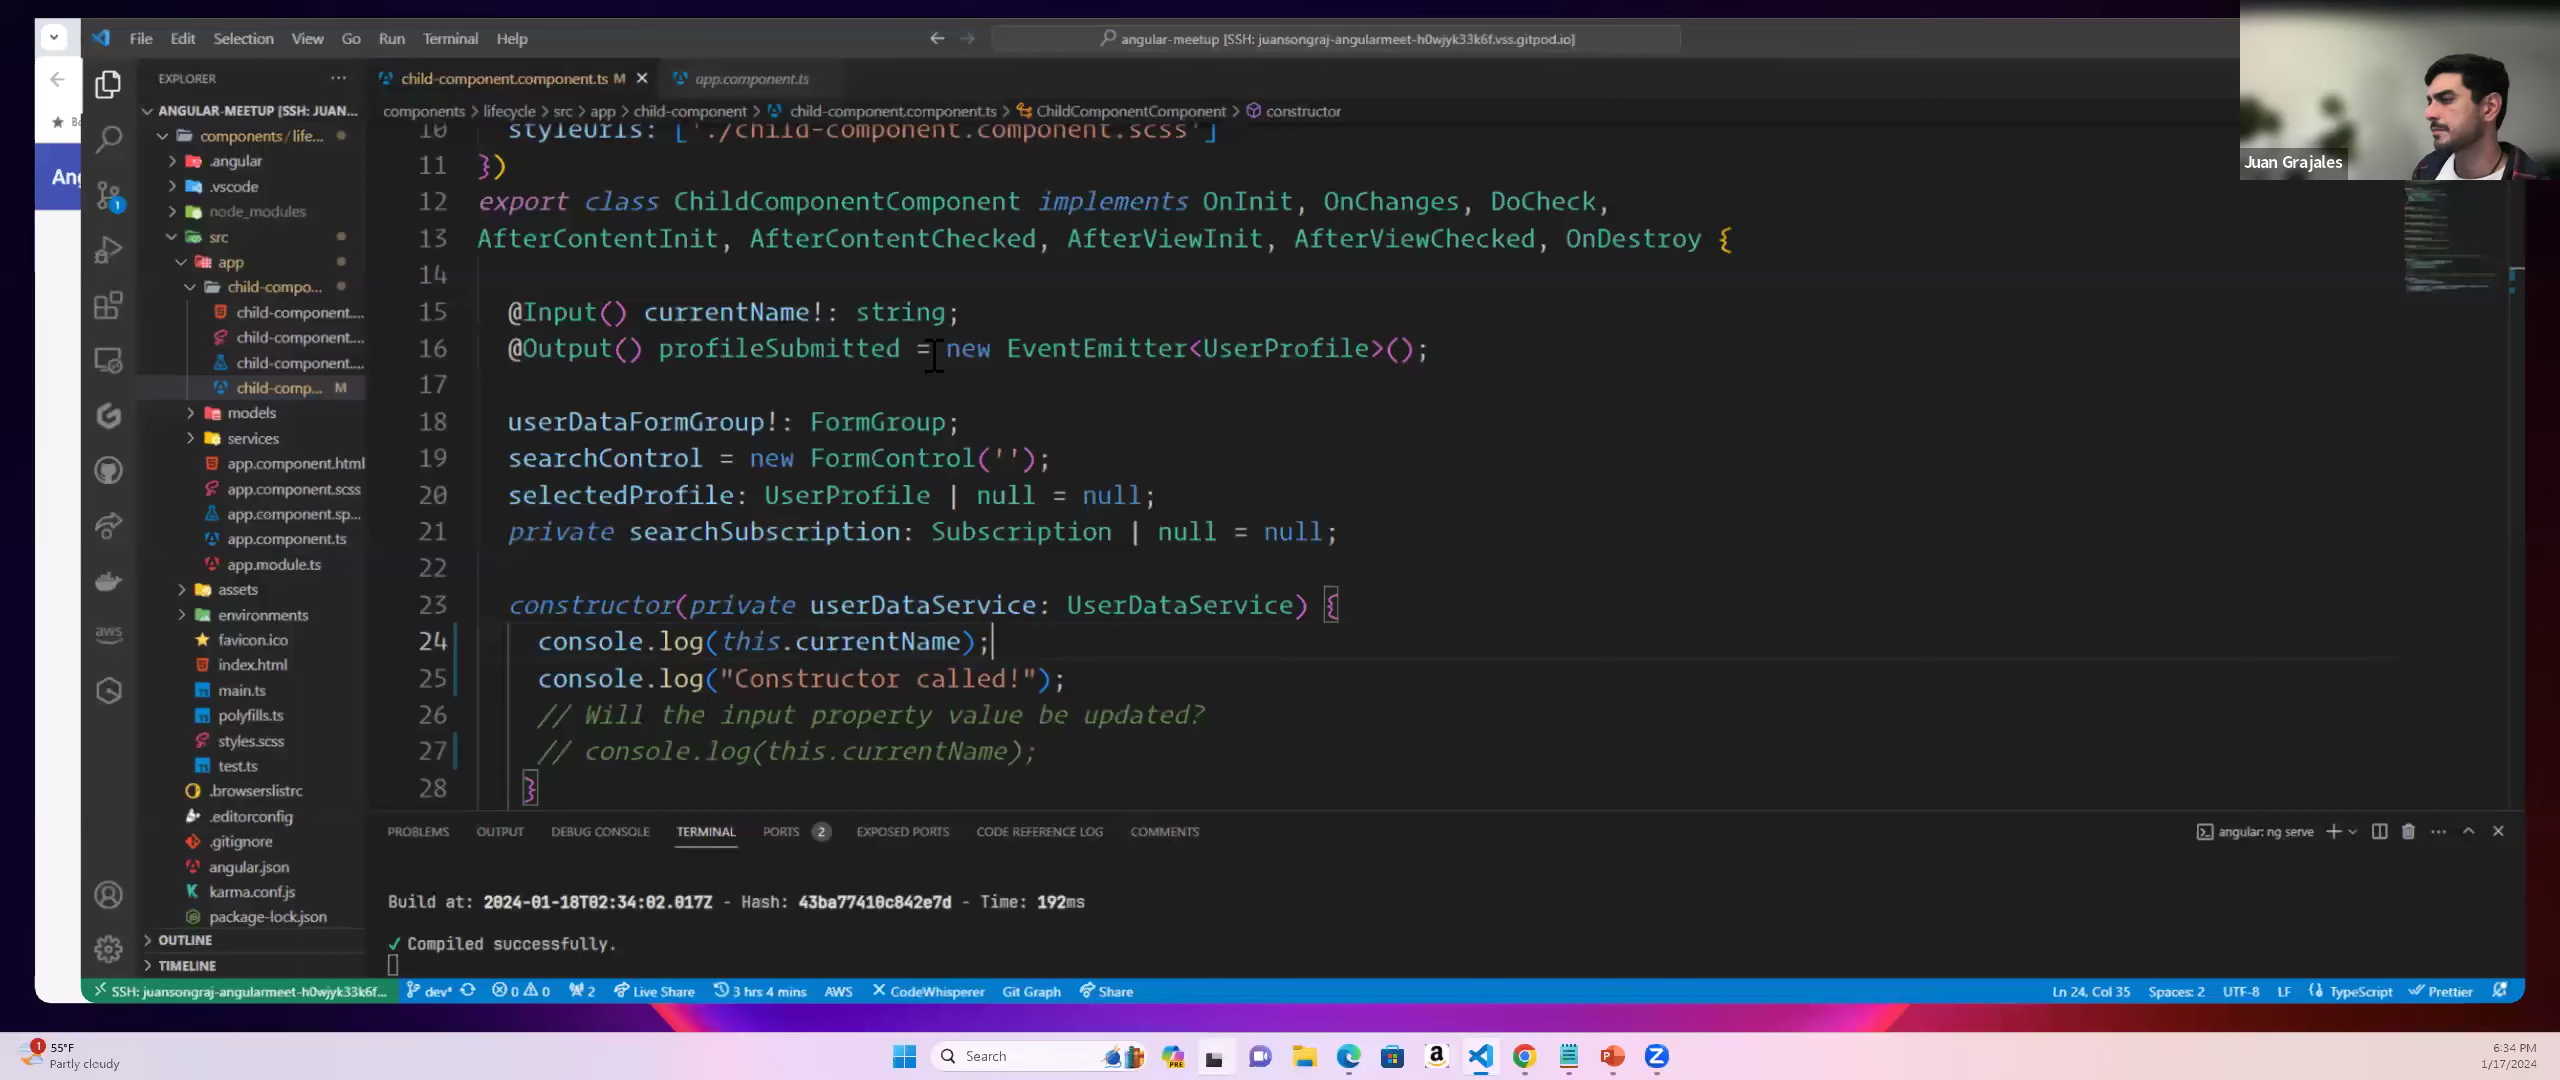 File Edit Selection View Go Run Terminal Help
angular-meetup [SSH: juansongraj-angularmeet-h0wjyk33k6f.vss.gitpod.io]
Juan Grajales
EXPLORER
child-component.component.ts M
app.component.ts
components > lifecycle > src > app > child-component > child-component.component.ts > ChildComponentComponent > constructor
ANGULAR-MEETUP [SSH: JUAN...
components / life...
.angular
.vscode
node_modules
src
app
child-compo...
child-component....
child-component....
child-component....
child-comp... M
models
services
app.component.html
app.component.scss
app.component.sp...
app.component.ts
app.module.ts
assets
environments
favicon.ico
index.html
main.ts
polyfills.ts
styles.scss
test.ts
.browserslistrc
.editorconfig
.gitignore
angular.json
karma.conf.js
package-lock.json
OUTLINE
TIMELINE
10 styleUrls: ['./child-component.component.scss']
11 })
12 export class ChildComponentComponent implements OnInit, OnChanges, DoCheck,
13 AfterContentInit, AfterContentChecked, AfterViewInit, AfterViewChecked, OnDestroy {
14
15 @Input() currentName!: string;
16 @Output() profileSubmitted = new EventEmitter<UserProfile>();
17
18 userDataFormGroup!: FormGroup;
19 searchControl = new FormControl('');
20 selectedProfile: UserProfile | null = null;
21 private searchSubscription: Subscription | null = null;
22
23 constructor(private userDataService: UserDataService) {
24 console.log(this.currentName);
25 console.log("Constructor called!");
26 // Will the input property value be updated?
27 // console.log(this.currentName);
28 }
PROBLEMS OUTPUT DEBUG CONSOLE TERMINAL PORTS 2 EXPOSED PORTS CODE REFERENCE LOG COMMENTS
angular: ng serve
Build at: 2024-01-18T02:34:02.017Z - Hash: 43ba77410c842e7d - Time: 192ms
✓ Compiled successfully.
SSH: juansongraj-angularmeet-h0wjyk33k6f... dev* 0 0 2 Live Share 3 hrs 4 mins AWS CodeWhisperer Git Graph Share
Ln 24, Col 35 Spaces: 2 UTF-8 LF TypeScript Prettier
1
aws
Ang
1
55°F
Partly cloudy
Search
PRE
6:34 PM
1/17/2024